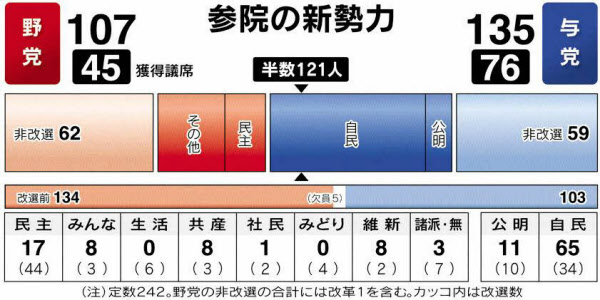 参院の新勢力
野党
107
45 獲得議席
135
76
与党
半数121人
非改選 62
その他
民主
自民
公明
非改選 59
改選前 134
(欠員5)
103
民主 みんな 生活 共産 社民 みどり 維新 諸派・無 公明 自民
17 8 0 8 1 0 8 3 11 65
(44) (3) (6) (3) (2) (4) (2) (7) (10) (34)
(注)定数242。野党の非改選の合計には改革1を含む。カッコ内は改選数